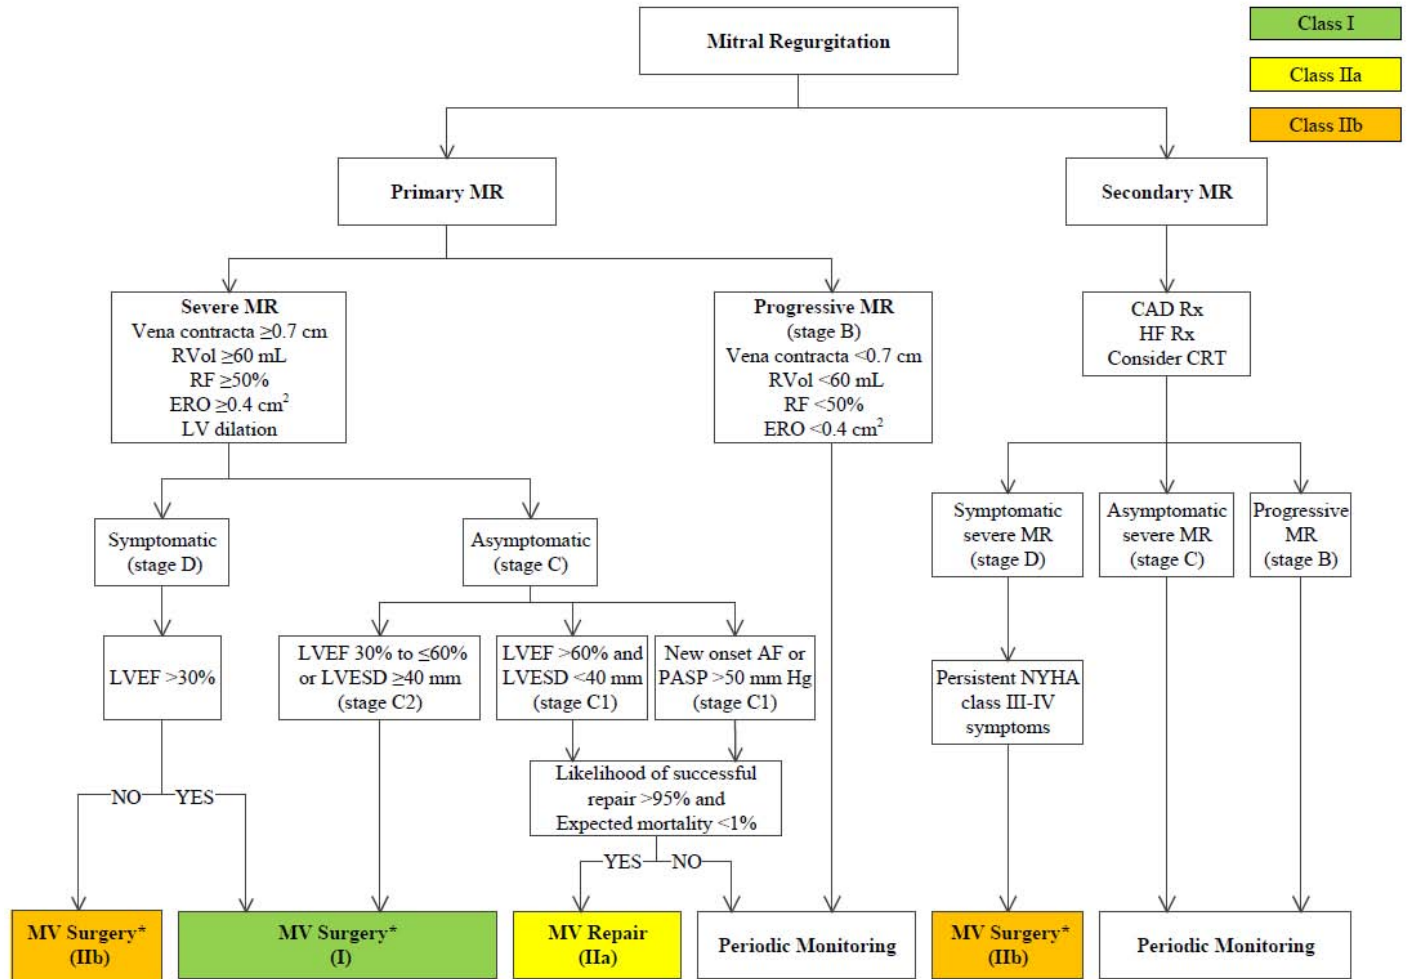 Mitral Regurgitation
Class I
Class IIa
Class IIb
Primary MR
Secondary MR
Severe MR
Vena contracta ≥0.7 cm
RVol ≥60 mL
RF ≥50%
ERO ≥0.4 cm²
LV dilation
Progressive MR
(stage B)
Vena contracta <0.7 cm
RVol <60 mL
RF <50%
ERO <0.4 cm²
CAD Rx
HF Rx
Consider CRT
Symptomatic
(stage D)
Asymptomatic
(stage C)
Symptomatic
severe MR
(stage D)
Asymptomatic
severe MR
(stage C)
Progressive
MR
(stage B)
LVEF >30%
LVEF 30% to ≤60%
or LVESD ≥40 mm
(stage C2)
LVEF >60% and
LVESD <40 mm
(stage C1)
New onset AF or
PASP >50 mm Hg
(stage C1)
Persistent NYHA
class III-IV
symptoms
Likelihood of successful
repair >95% and
Expected mortality <1%
NO
YES
YES
NO
MV Surgery*
(IIb)
MV Surgery*
(I)
MV Repair
(IIa)
Periodic Monitoring
MV Surgery*
(IIb)
Periodic Monitoring